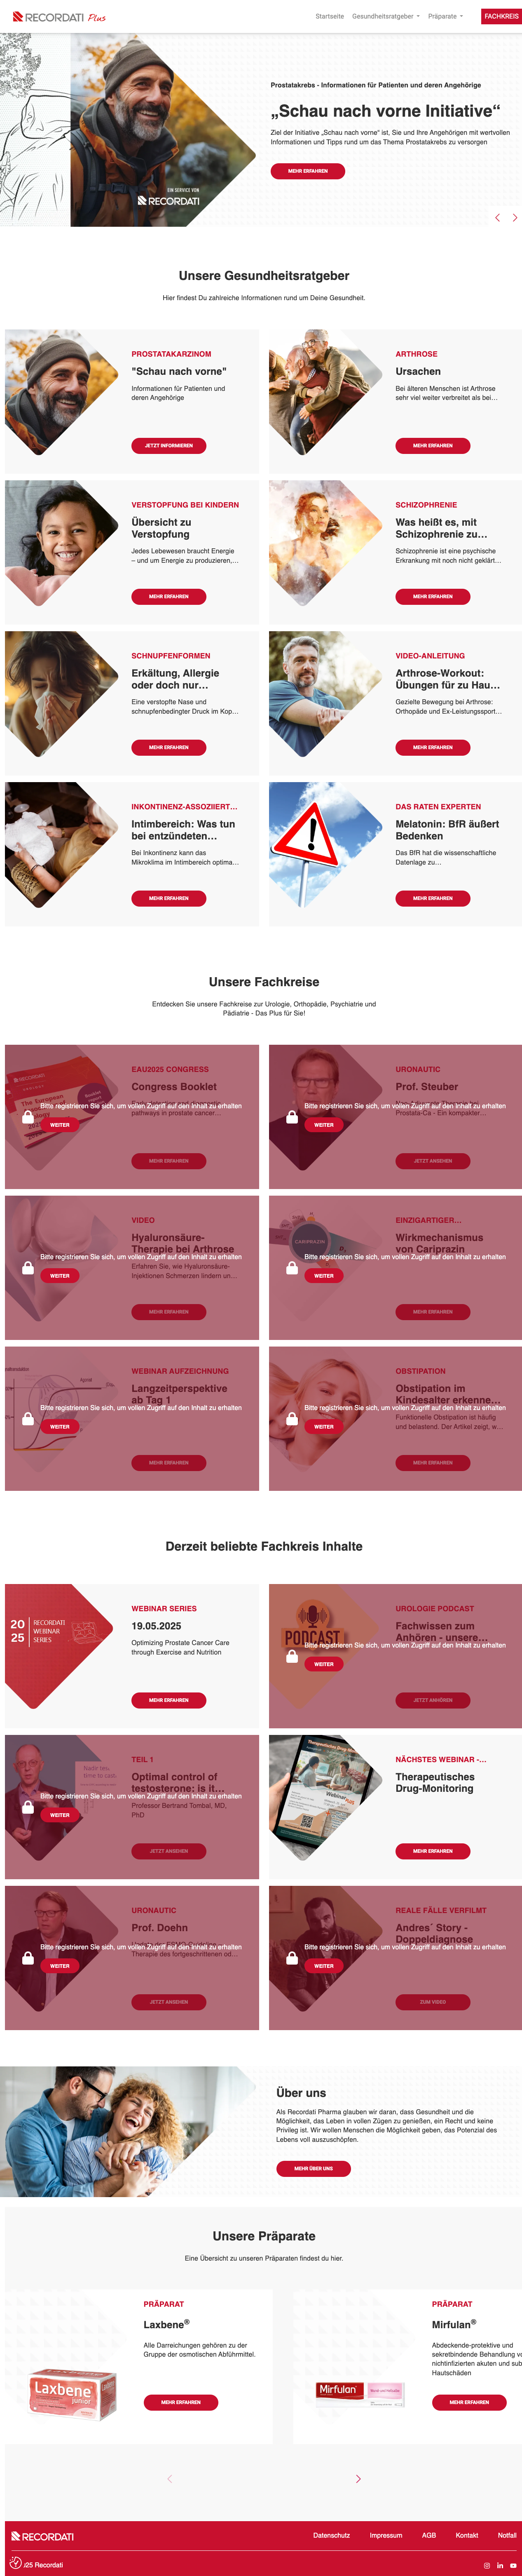 RECORDATI Plus
Startseite Gesundheitsratgeber Präparate FACHKREIS
Prostatakrebs - Informationen für Patienten und deren Angehörige
„Schau nach vorne Initiative“
Ziel der Initiative „Schau nach vorne“ ist, Sie und Ihre Angehörigen mit wertvollen
Informationen und Tipps rund um das Thema Prostatakrebs zu versorgen
MEHR ERFAHREN
EIN SERVICE VON
RECORDATI
Unsere Gesundheitsratgeber
Hier findest Du zahlreiche Informationen rund um Deine Gesundheit.
PROSTATAKARZINOM
"Schau nach vorne"
Informationen für Patienten und
deren Angehörige
JETZT INFORMIEREN
ARTHROSE
Ursachen
Bei älteren Menschen ist Arthrose
sehr viel weiter verbreitet als bei…
MEHR ERFAHREN
VERSTOPFUNG BEI KINDERN
Übersicht zu
Verstopfung
Jedes Lebewesen braucht Energie
– und um Energie zu produzieren,…
MEHR ERFAHREN
SCHIZOPHRENIE
Was heißt es, mit
Schizophrenie zu…
Schizophrenie ist eine psychische
Erkrankung mit noch nicht geklärt…
MEHR ERFAHREN
SCHNUPFENFORMEN
Erkältung, Allergie
oder doch nur…
Eine verstopfte Nase und
schnupfenbedingter Druck im Kop…
MEHR ERFAHREN
VIDEO-ANLEITUNG
Arthrose-Workout:
Übungen für zu Hau…
Gezielte Bewegung bei Arthrose:
Orthopäde und Ex-Leistungssport…
MEHR ERFAHREN
INKONTINENZ-ASSOZIIERT…
Intimbereich: Was tun
bei entzündeten…
Bei Inkontinenz kann das
Mikroklima im Intimbereich optima…
MEHR ERFAHREN
DAS RATEN EXPERTEN
Melatonin: BfR äußert
Bedenken
Das BfR hat die wissenschaftliche
Datenlage zu…
MEHR ERFAHREN
Unsere Fachkreise
Entdecken Sie unsere Fachkreise zur Urologie, Orthopädie, Psychiatrie und
Pädiatrie - Das Plus für Sie!
EAU2025 CONGRESS
Congress Booklet
Bitte registrieren Sie sich, um vollen Zugriff auf den Inhalt zu erhalten
pathways in prostate cancer…
WEITER
MEHR ERFAHREN
URONAUTIC
Prof. Steuber
Bitte registrieren Sie sich, um vollen Zugriff auf den Inhalt zu erhalten
Prostata-Ca - Ein kompakter…
WEITER
JETZT ANSEHEN
VIDEO
Hyaluronsäure-
Therapie bei Arthrose
Bitte registrieren Sie sich, um vollen Zugriff auf den Inhalt zu erhalten
Erfahren Sie, wie Hyaluronsäure-
Injektionen Schmerzen lindern un…
WEITER
MEHR ERFAHREN
EINZIGARTIGER…
CARIPRAZIN
Wirkmechanismus
von Cariprazin
Bitte registrieren Sie sich, um vollen Zugriff auf den Inhalt zu erhalten
WEITER
MEHR ERFAHREN
WEBINAR AUFZEICHNUNG
Langzeitperspektive
ab Tag 1
Bitte registrieren Sie sich, um vollen Zugriff auf den Inhalt zu erhalten
WEITER
MEHR ERFAHREN
OBSTIPATION
Obstipation im
Kindesalter erkenne…
Bitte registrieren Sie sich, um vollen Zugriff auf den Inhalt zu erhalten
Funktionelle Obstipation ist häufig
und belastend. Der Artikel zeigt, w…
WEITER
MEHR ERFAHREN
Derzeit beliebte Fachkreis Inhalte
20 25 RECORDATI WEBINAR SERIES
WEBINAR SERIES
19.05.2025
Optimizing Prostate Cancer Care
through Exercise and Nutrition
MEHR ERFAHREN
PODCAST
UROLOGIE PODCAST
Fachwissen zum
Anhören - unsere…
Bitte registrieren Sie sich, um vollen Zugriff auf den Inhalt zu erhalten
WEITER
JETZT ANHÖREN
TEIL 1
Optimal control of
testosterone: is it…
Bitte registrieren Sie sich, um vollen Zugriff auf den Inhalt zu erhalten
Professor Bertrand Tombal, MD,
PhD
WEITER
JETZT ANSEHEN
NÄCHSTES WEBINAR -…
Therapeutisches
Drug-Monitoring
MEHR ERFAHREN
URONAUTIC
Prof. Doehn
Bitte registrieren Sie sich, um vollen Zugriff auf den Inhalt zu erhalten
Therapie des fortgeschrittenen od…
WEITER
JETZT ANSEHEN
REALE FÄLLE VERFILMT
Andres´ Story -
Doppeldiagnose
Bitte registrieren Sie sich, um vollen Zugriff auf den Inhalt zu erhalten
WEITER
ZUM VIDEO
Über uns
Als Recordati Pharma glauben wir daran, dass Gesundheit und die
Möglichkeit, das Leben in vollen Zügen zu genießen, ein Recht und keine
Privileg ist. Wir wollen Menschen die Möglichkeit geben, das Potenzial des
Lebens voll auszuschöpfen.
MEHR ÜBER UNS
Unsere Präparate
Eine Übersicht zu unseren Präparaten findest du hier.
PRÄPARAT
Laxbene®
Alle Darreichungen gehören zu der
Gruppe der osmotischen Abführmittel.
Laxbene
junior
MEHR ERFAHREN
PRÄPARAT
Mirfulan®
Abdeckende-protektive und
sekretbindende Behandlung vo
nichtinfizierten akuten und sub
Hautschäden
Mirfulan
MEHR ERFAHREN
RECORDATI
Datenschutz Impressum AGB Kontakt Notfall
025 Recordati